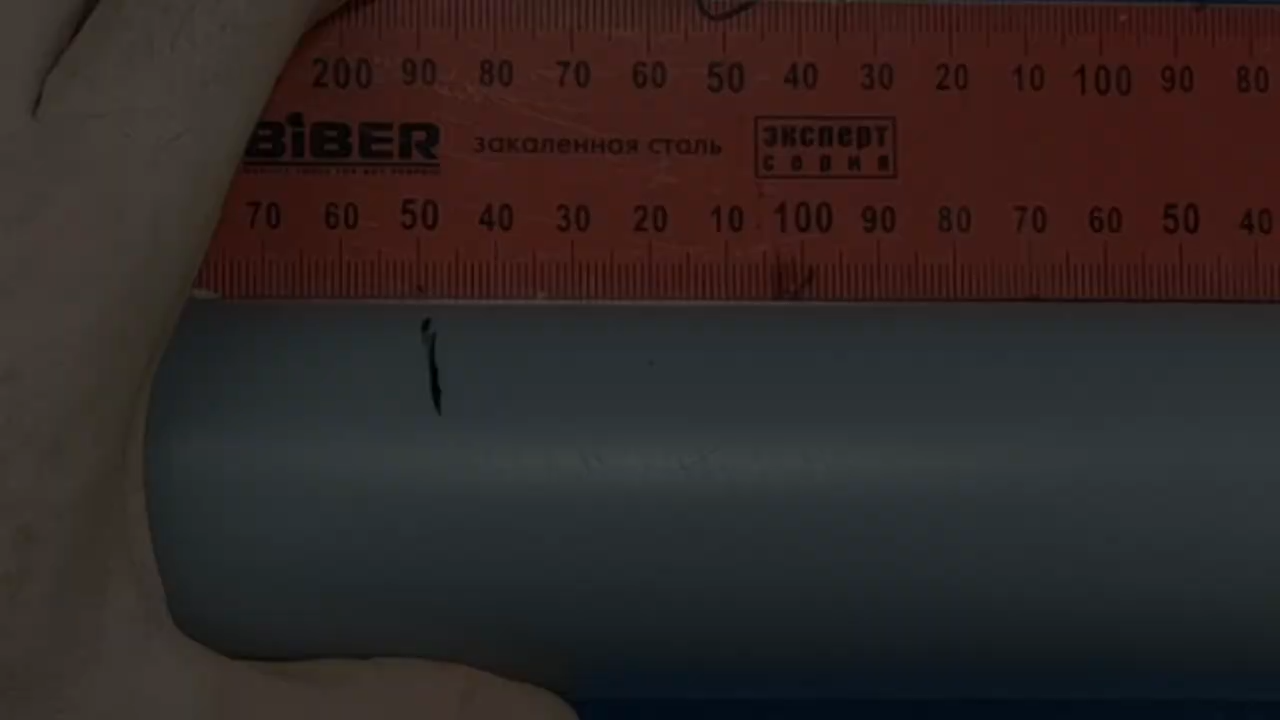 200 90 80 70 60 50 40 30 20 10 100 90 80
BiBER закаленная сталь эксперт
серия
70 60 50 40 30 20 10 100 90 80 70 60 50 40